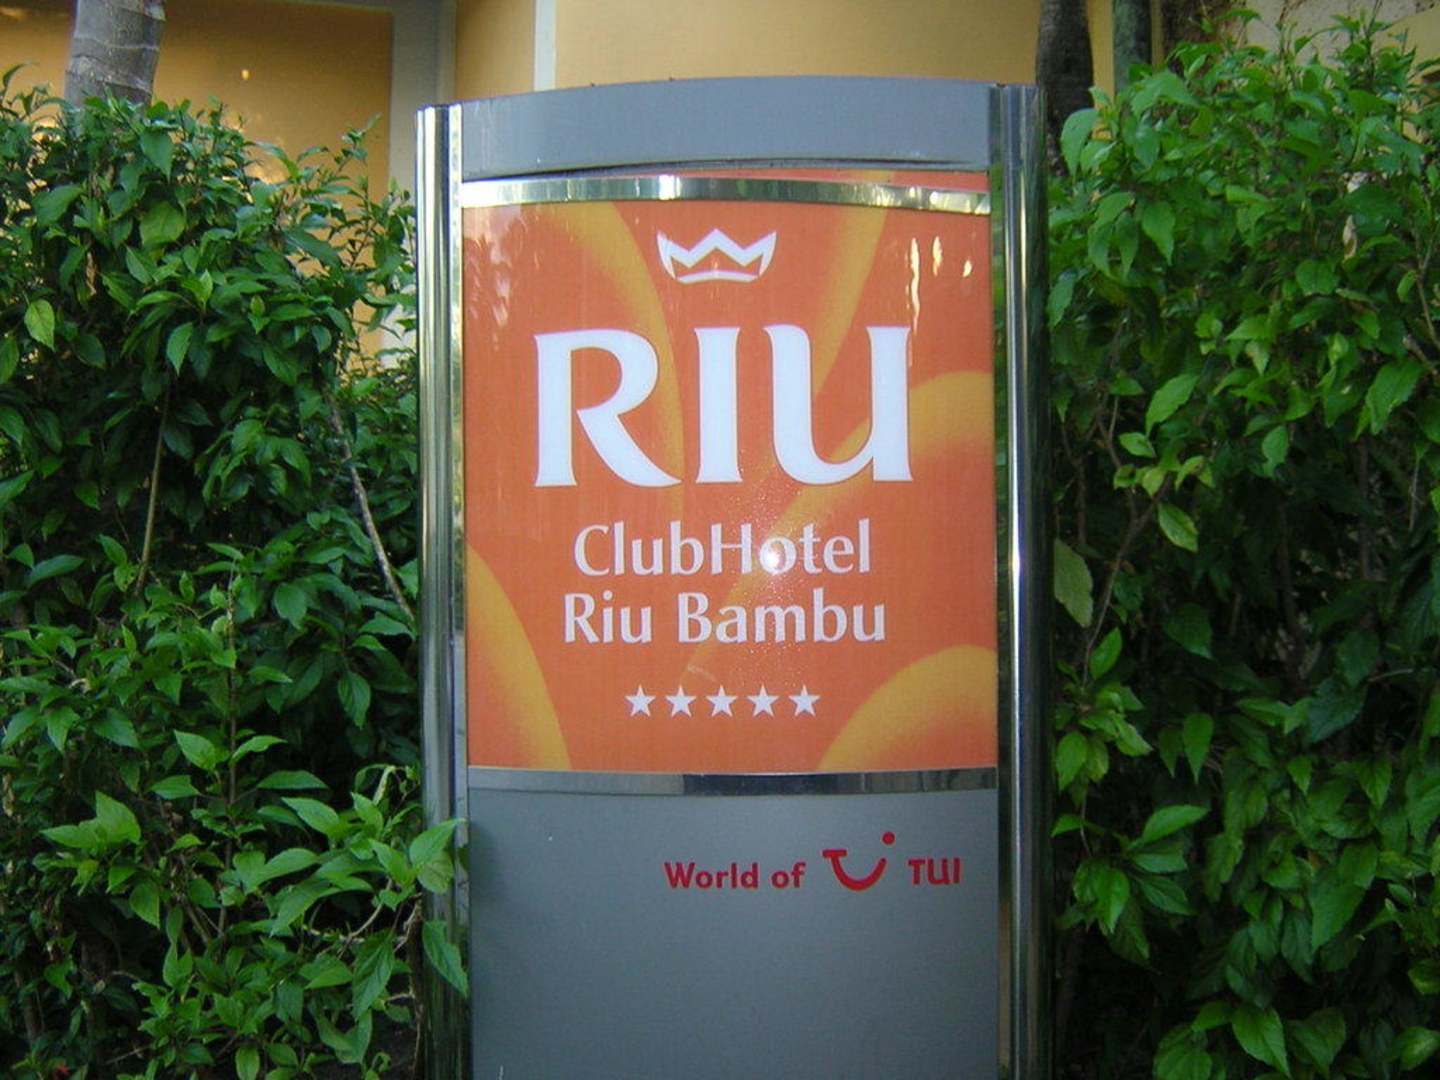 RIU
ClubHotel
Riu Bambu
★★★★★
World of TUI